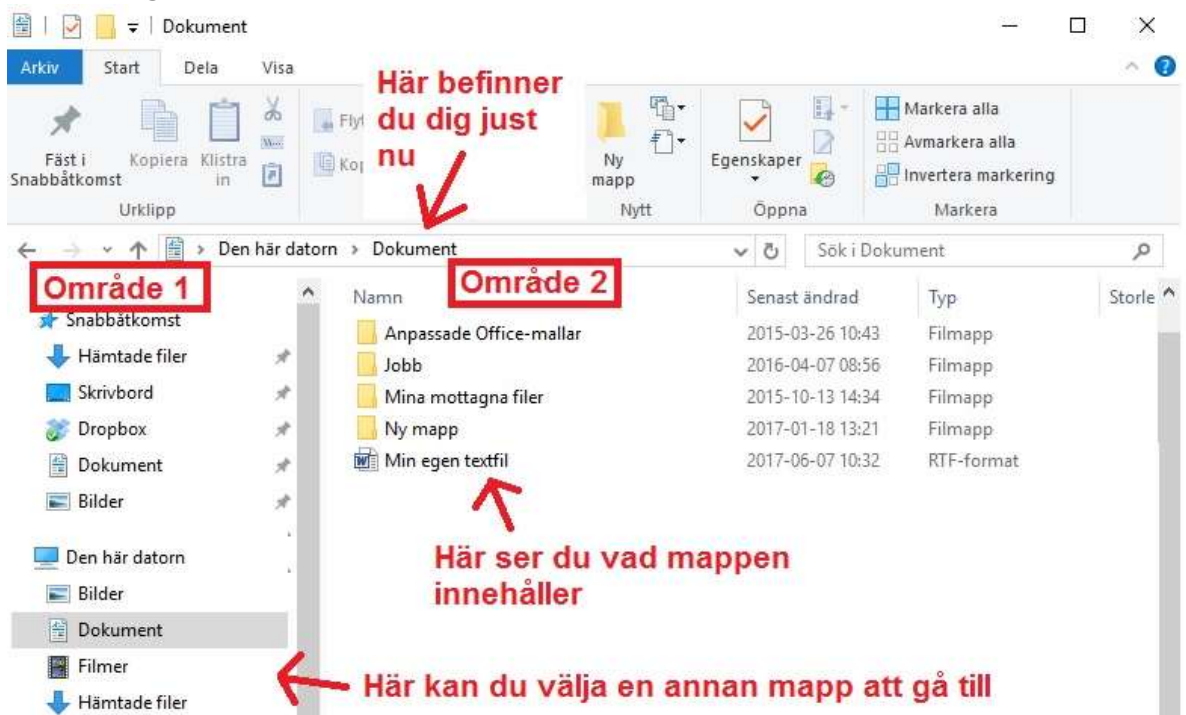 Dokument
Arkiv Start Dela Visa
Här befinner
du dig just
nu
Fäst i
Snabbåtkomst
Kopiera
Klistra
in
Ny
mapp
Egenskaper
Markera alla
Avmarkera alla
Invertera markering
Urklipp Nytt Öppna Markera
Den här datorn Dokument
Sök i Dokument
Område 1
Område 2
Namn Senast ändrad Typ Storle
Snabbåtkomst
Hämtade filer
Skrivbord
Dropbox
Dokument
Bilder
Den här datorn
Bilder
Dokument
Filmer
Hämtade filer
Anpassade Office-mallar 2015-03-26 10:43 Filmapp
Jobb 2016-04-07 08:56 Filmapp
Mina mottagna filer 2015-10-13 14:34 Filmapp
Ny mapp 2017-01-18 13:21 Filmapp
Min egen textfil 2017-06-07 10:32 RTF-format
Här ser du vad mappen
innehåller
Här kan du välja en annan mapp att gå till